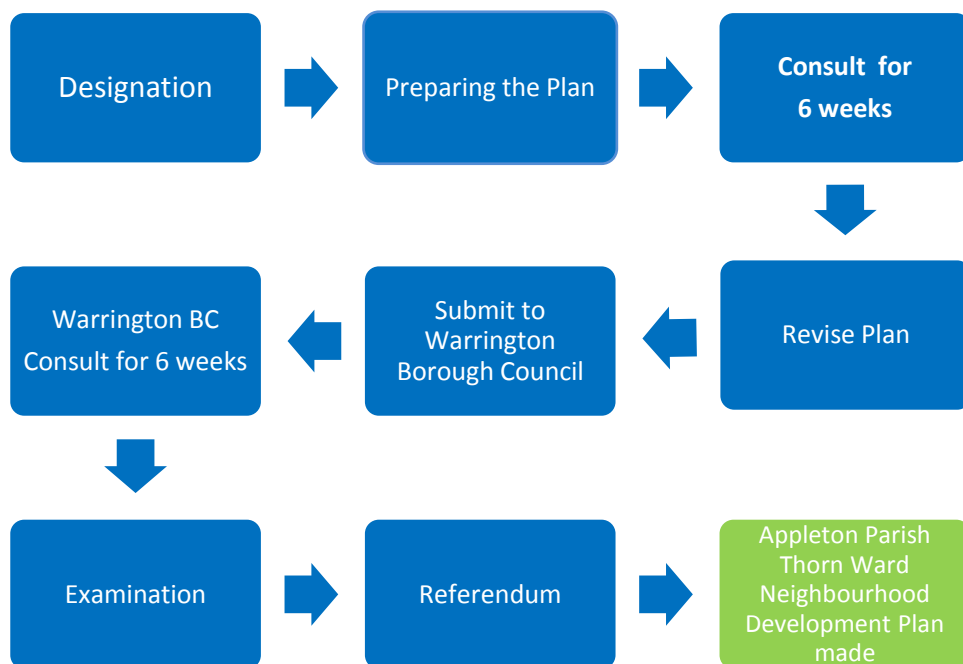 Designation
Preparing the Plan
Consult for
6 weeks
Revise Plan
Submit to
Warrington
Borough Council
Warrington BC
Consult for 6 weeks
Examination
Referendum
Appleton Parish
Thorn Ward
Neighbourhood
Development Plan
made